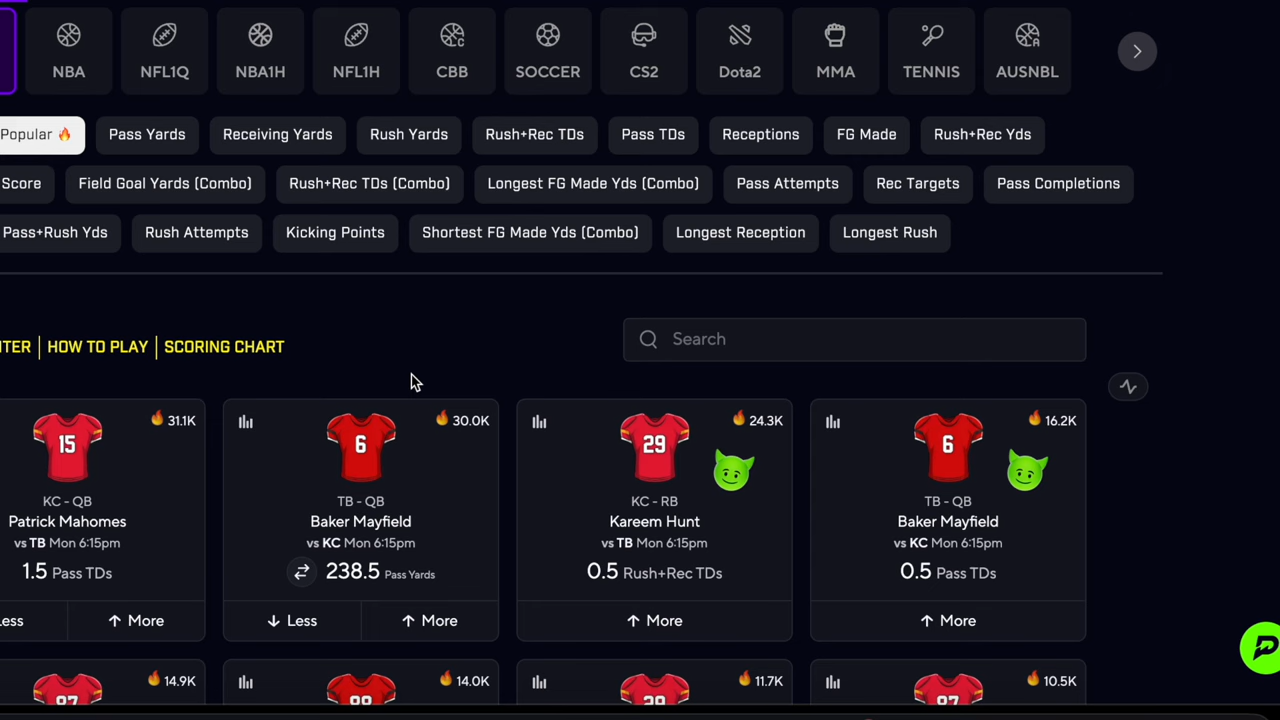 NBA
NFL1Q
NBA1H
NFL1H
CBB
SOCCER
CS2
Dota2
MMA
TENNIS
AUSNBL
Popular
Pass Yards
Receiving Yards
Rush Yards
Rush+Rec TDs
Pass TDs
Receptions
FG Made
Rush+Rec Yds
Score
Field Goal Yards (Combo)
Rush+Rec TDs (Combo)
Longest FG Made Yds (Combo)
Pass Attempts
Rec Targets
Pass Completions
Pass+Rush Yds
Rush Attempts
Kicking Points
Shortest FG Made Yds (Combo)
Longest Reception
Longest Rush
HOW TO PLAY
SCORING CHART
Search
31.1K
15
KC - QB
Patrick Mahomes
vs TB Mon 6:15pm
1.5 Pass TDs
More
30.0K
6
TB - QB
Baker Mayfield
vs KC Mon 6:15pm
238.5 Pass Yards
Less
More
24.3K
29
KC - RB
Kareem Hunt
vs TB Mon 6:15pm
0.5 Rush+Rec TDs
More
16.2K
6
TB - QB
Baker Mayfield
vs KC Mon 6:15pm
0.5 Pass TDs
More
14.9K
14.0K
11.7K
10.5K